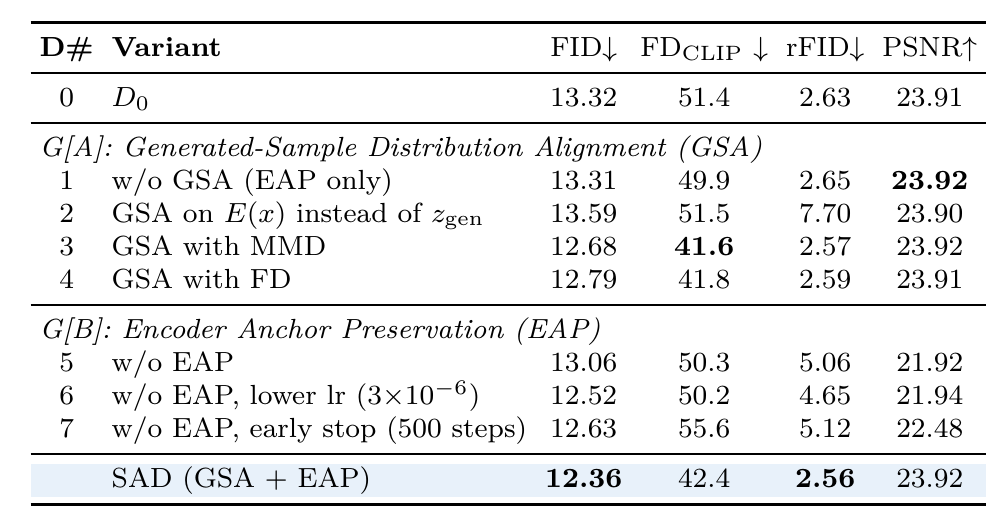 D# Variant FID↓ FD_CLIP ↓ rFID↓ PSNR↑
0 D₀ 13.32 51.4 2.63 23.91
G[A]: Generated-Sample Distribution Alignment (GSA)
1 w/o GSA (EAP only) 13.31 49.9 2.65 23.92
2 GSA on E(x) instead of z_gen 13.59 51.5 7.70 23.90
3 GSA with MMD 12.68 41.6 2.57 23.92
4 GSA with FD 12.79 41.8 2.59 23.91
G[B]: Encoder Anchor Preservation (EAP)
5 w/o EAP 13.06 50.3 5.06 21.92
6 w/o EAP, lower lr (3×10⁻⁶) 12.52 50.2 4.65 21.94
7 w/o EAP, early stop (500 steps) 12.63 55.6 5.12 22.48
SAD (GSA + EAP) 12.36 42.4 2.56 23.92